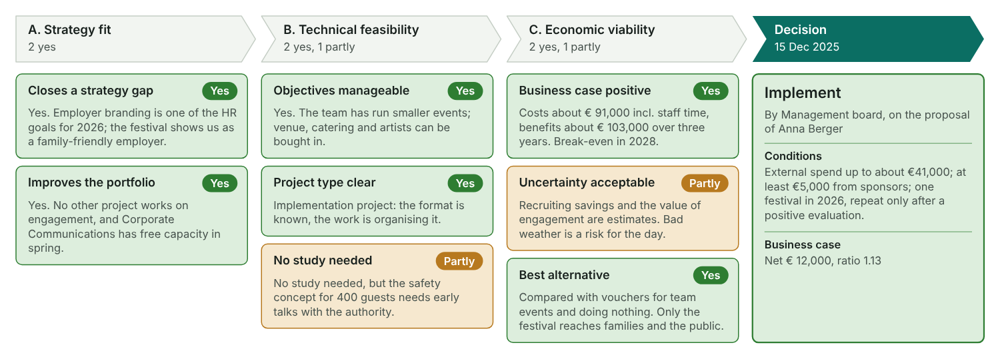 A. Strategy fit
2 yes
Closes a strategy gap
Yes
Yes. Employer branding is one of the HR
goals for 2026; the festival shows us as
a family-friendly employer.
Improves the portfolio
Yes
Yes. No other project works on
engagement, and Corporate
Communications has free capacity in
spring.
B. Technical feasibility
2 yes, 1 partly
Objectives manageable
Yes
Yes. The team has run smaller events;
venue, catering and artists can be
bought in.
Project type clear
Yes
Implementation project: the format is
known, the work is organising it.
No study needed
Partly
No study needed, but the safety
concept for 400 guests needs early
talks with the authority.
C. Economic viability
2 yes, 1 partly
Business case positive
Yes
Costs about € 91,000 incl. staff time,
benefits about € 103,000 over three
years. Break-even in 2028.
Uncertainty acceptable
Partly
Recruiting savings and the value of
engagement are estimates. Bad
weather is a risk for the day.
Best alternative
Yes
Compared with vouchers for team
events and doing nothing. Only the
festival reaches families and the public.
Decision
15 Dec 2025
Implement
By Management board, on the proposal
of Anna Berger
Conditions
External spend up to about €41,000; at
least €5,000 from sponsors; one
festival in 2026, repeat only after a
positive evaluation.
Business case
Net € 12,000, ratio 1.13